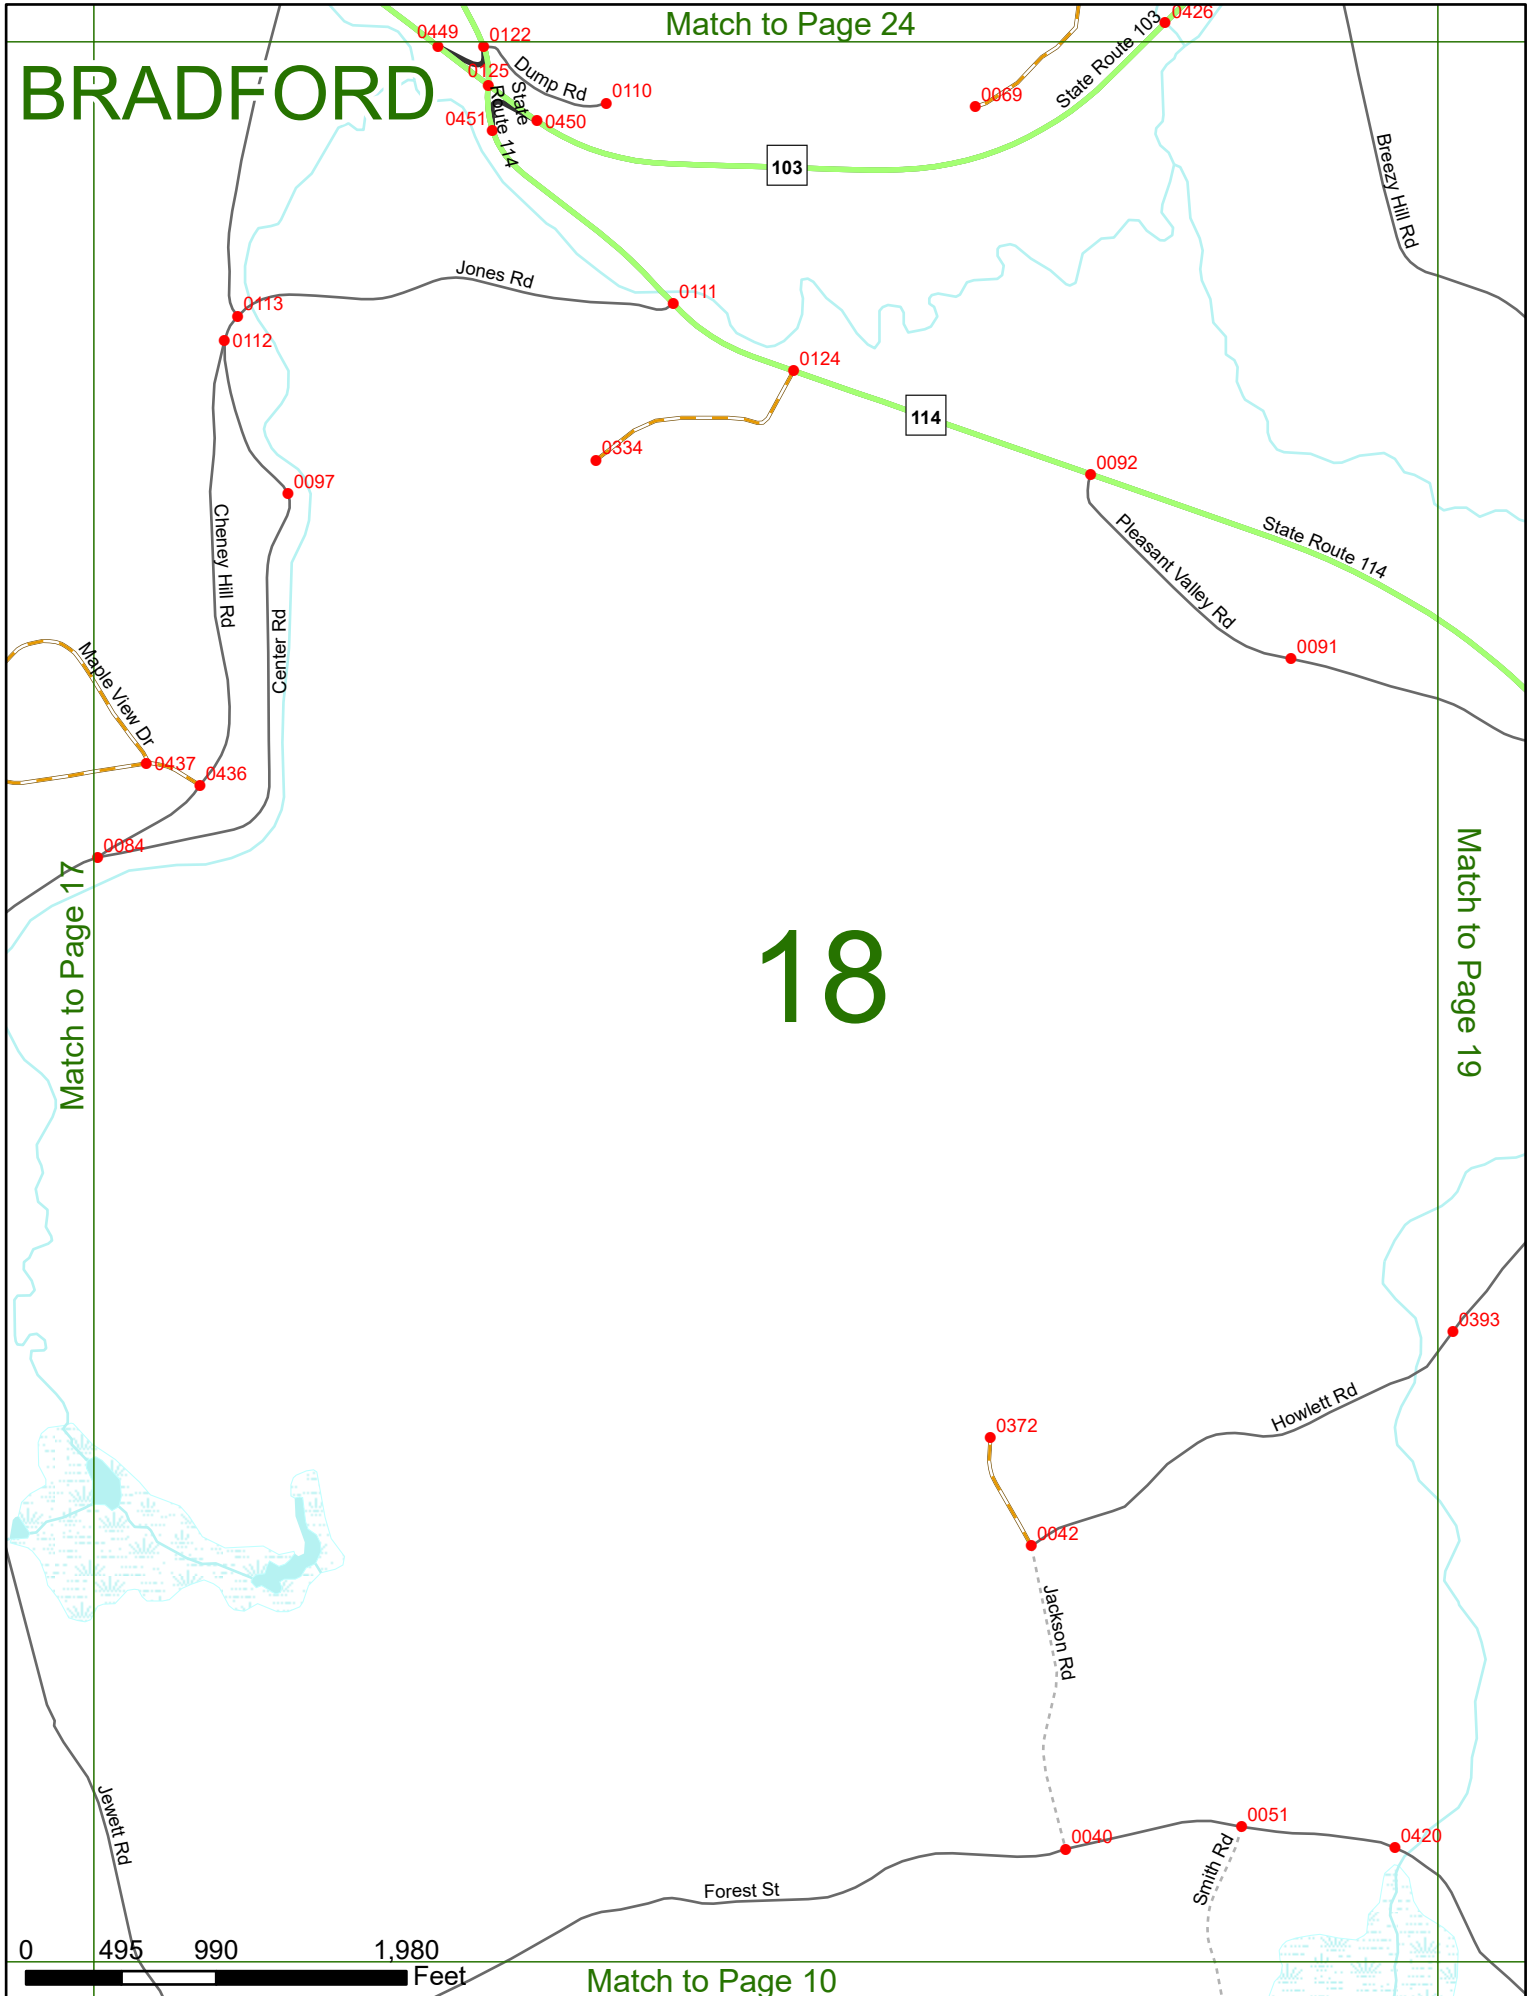 Match to Page 24
0426
0449
0122
BRADFORD
0125
Dump Rd
0110
State
Route 114
0451
0450
0069
State Route 103
103
Breezy Hill Rd
Jones Rd
0111
0113
0112
0124
114
0334
0092
0097
Cheney Hill Rd
Center Rd
Pleasant Valley Rd
State Route 114
0091
Maple View Dr
0437
0436
0084
Match to Page 17
Match to Page 19
18
0393
Howlett Rd
0372
0042
Jackson Rd
Jewett Rd
0051
0040
0420
Smith Rd
Forest St
0 495 990 1,980
Feet
Match to Page 10